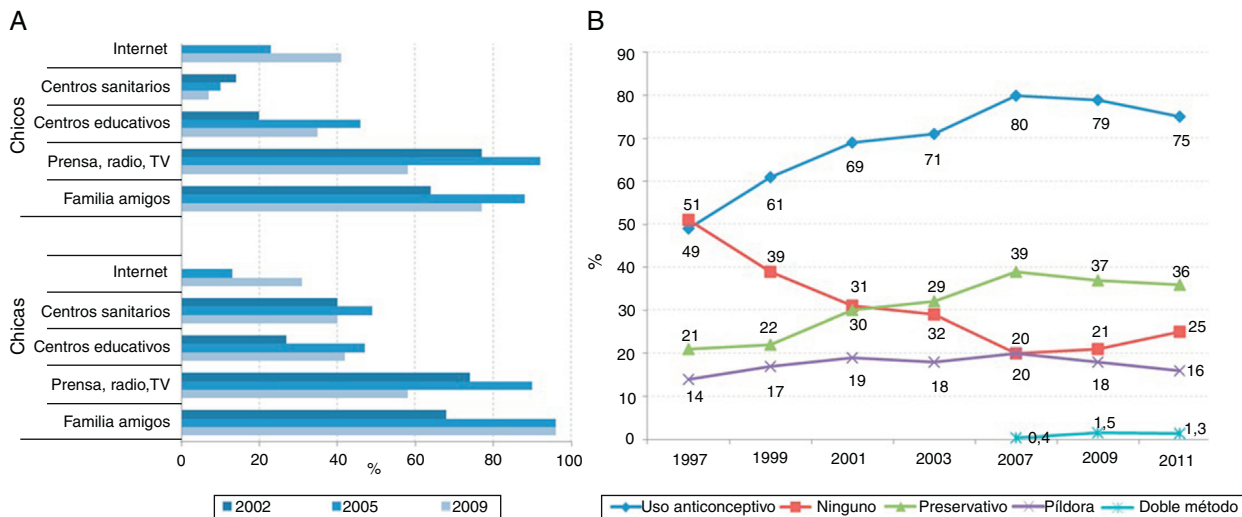 A
Chicos
Internet
Centros sanitarios
Centros educativos
Prensa, radio, TV
Familia amigos
Chicas
Internet
Centros sanitarios
Centros educativos
Prensa, radio,TV
Familia amigos
0 20 40 60 80 100
%
2002 2005 2009
B
%
90
80
70
60
50
40
30
20
10
0
49 61 69 71 80 79 75
51 39 31 29 20 21 25
21 22 30 32 39 37 36
14 17 19 18 20 18 16
0,4 1,5 1,3
1997 1999 2001 2003 2007 2009 2011
Uso anticonceptivo Ninguno Preservativo Píldora Doble método